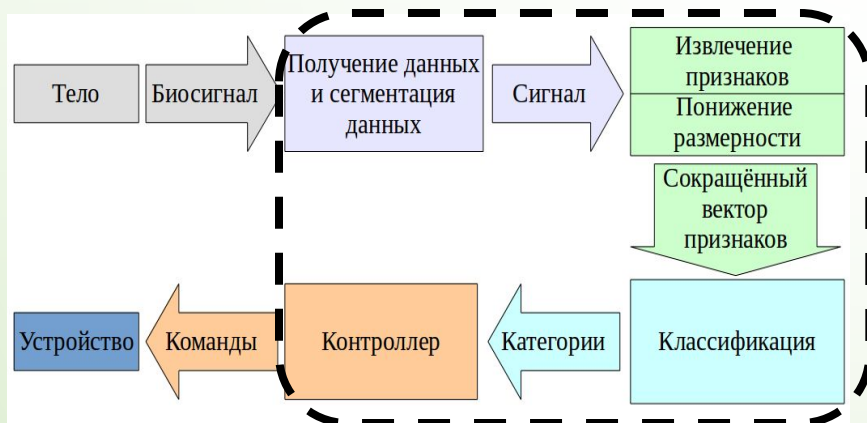 Тело
Биосигнал
Получение данных
и сегментация
данных
Сигнал
Извлечение
признаков
Понижение
размерности
Сокращённый
вектор
признаков
Классификация
Категории
Контроллер
Команды
Устройство